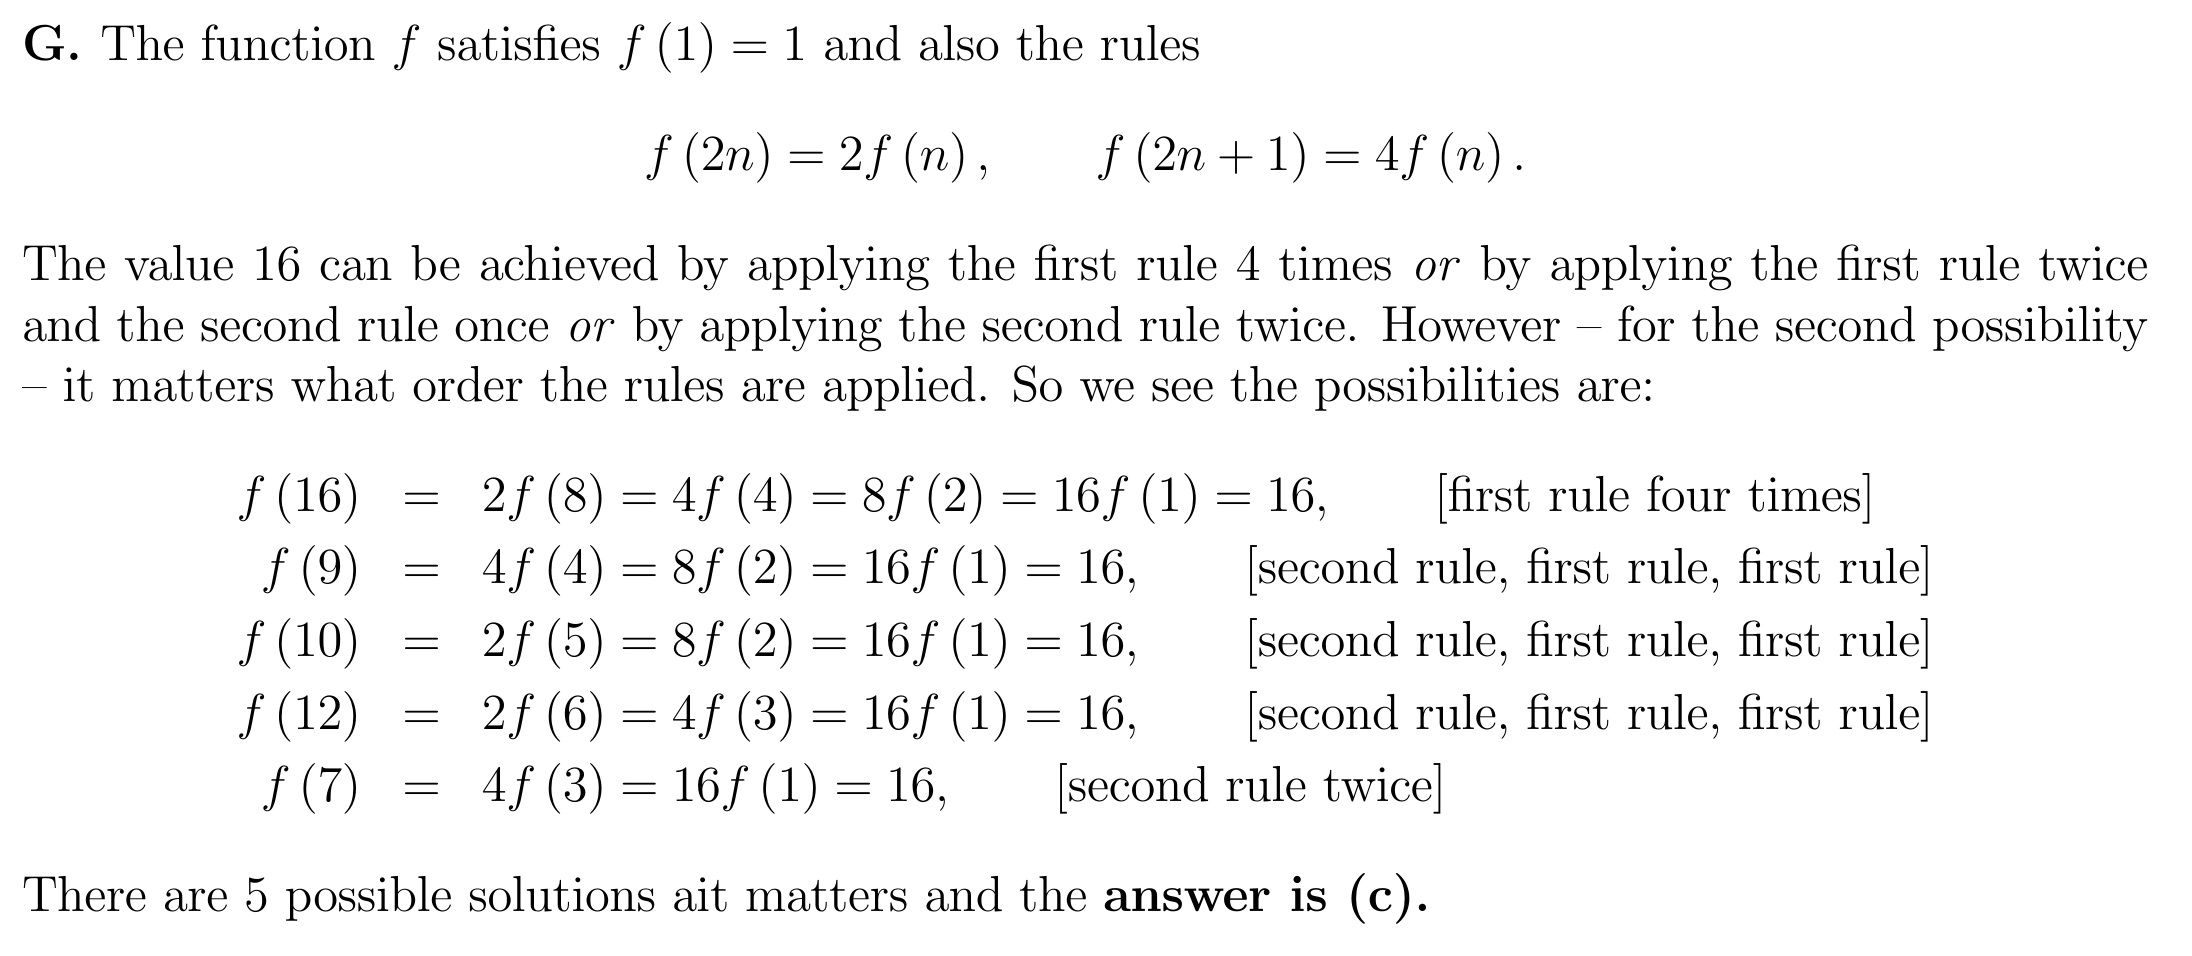 G. The function f satisfies f (1) = 1 and also the rules
f (2n) = 2f (n) , f (2n + 1) = 4f (n) .
The value 16 can be achieved by applying the first rule 4 times or by applying the first rule twice
and the second rule once or by applying the second rule twice. However – for the second possibility
– it matters what order the rules are applied. So we see the possibilities are:
f (16) = 2f (8) = 4f (4) = 8f (2) = 16f (1) = 16, [first rule four times]
f (9) = 4f (4) = 8f (2) = 16f (1) = 16, [second rule, first rule, first rule]
f (10) = 2f (5) = 8f (2) = 16f (1) = 16, [second rule, first rule, first rule]
f (12) = 2f (6) = 4f (3) = 16f (1) = 16, [second rule, first rule, first rule]
f (7) = 4f (3) = 16f (1) = 16, [second rule twice]
There are 5 possible solutions ait matters and the answer is (c).